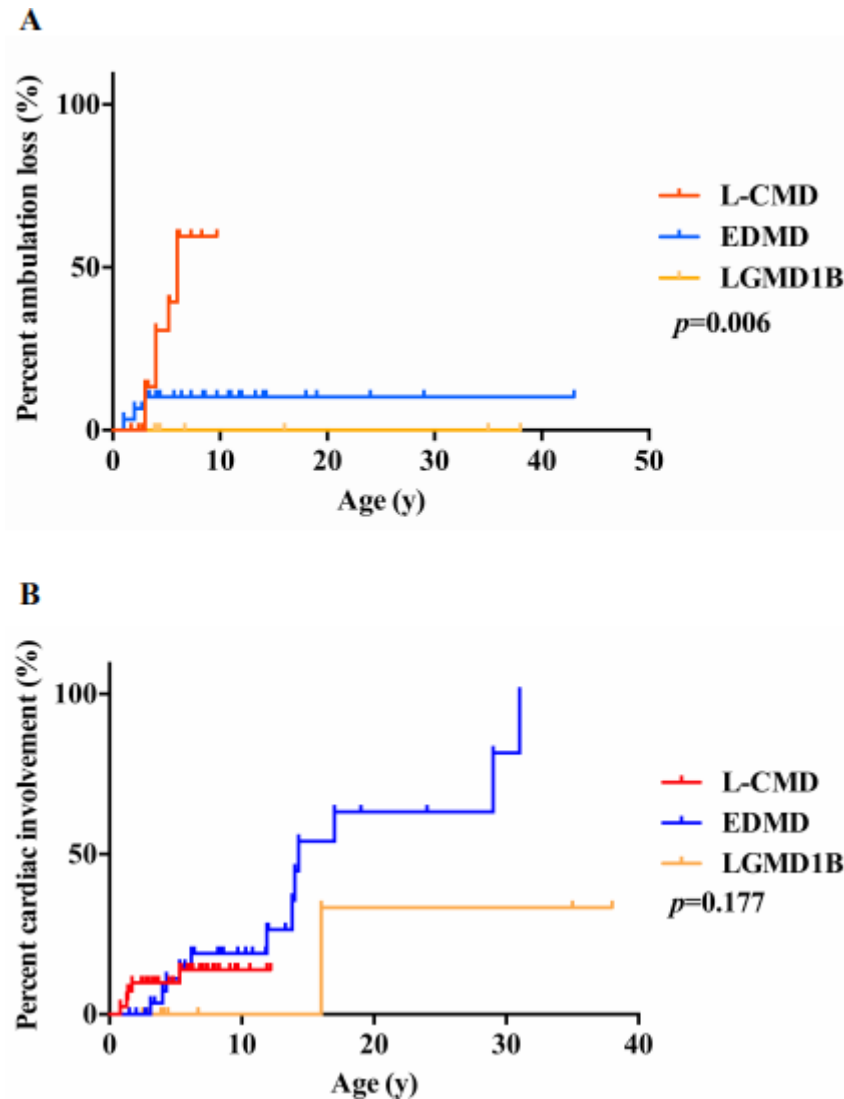 A
Percent ambulation loss (%)
100
50
0
0 10 20 30 40 50
Age (y)
L-CMD
EDMD
LGMD1B
p=0.006
B
Percent cardiac involvement (%)
100
50
0
0 10 20 30 40
Age (y)
L-CMD
EDMD
LGMD1B
p=0.177